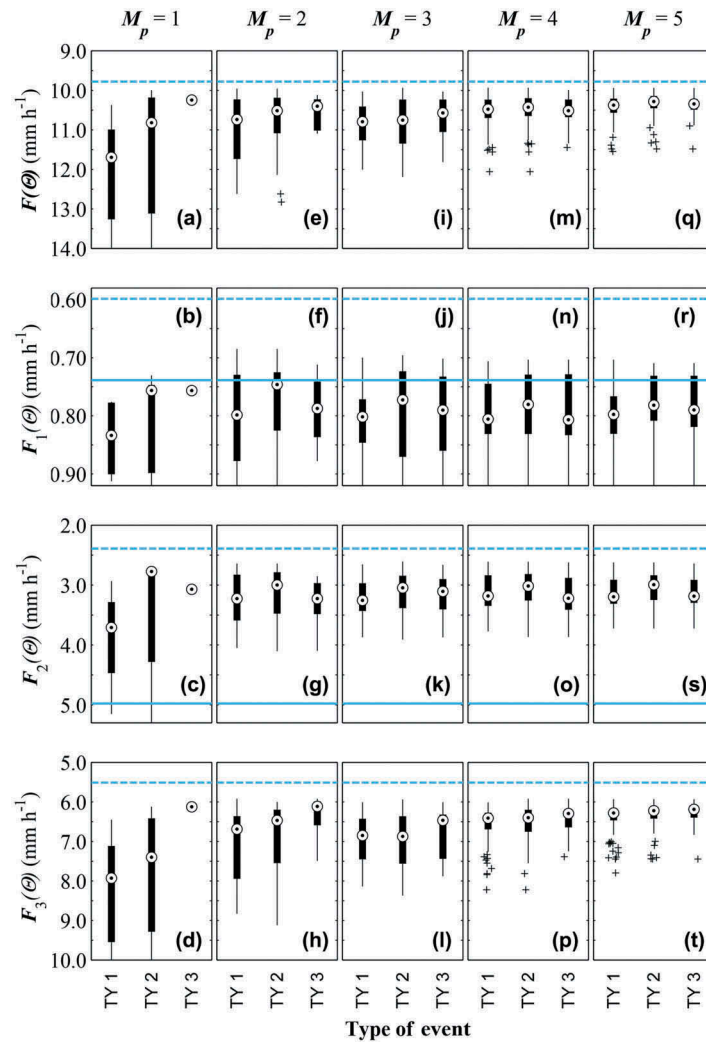 M_p = 1 M_p = 2 M_p = 3 M_p = 4 M_p = 5
F(Θ) (mm h⁻¹)
9.0
10.0
11.0
12.0
13.0
14.0
(a) (e) (i) (m) (q)
F₁(Θ) (mm h⁻¹)
0.60
0.70
0.80
0.90
(b) (f) (j) (n) (r)
F₂(Θ) (mm h⁻¹)
2.0
3.0
4.0
5.0
(c) (g) (k) (o) (s)
F₃(Θ) (mm h⁻¹)
5.0
6.0
7.0
8.0
9.0
10.0
(d) (h) (l) (p) (t)
TY 1 TY 2 TY 3 TY 1 TY 2 TY 3 TY 1 TY 2 TY 3 TY 1 TY 2 TY 3 TY 1 TY 2 TY 3
Type of event